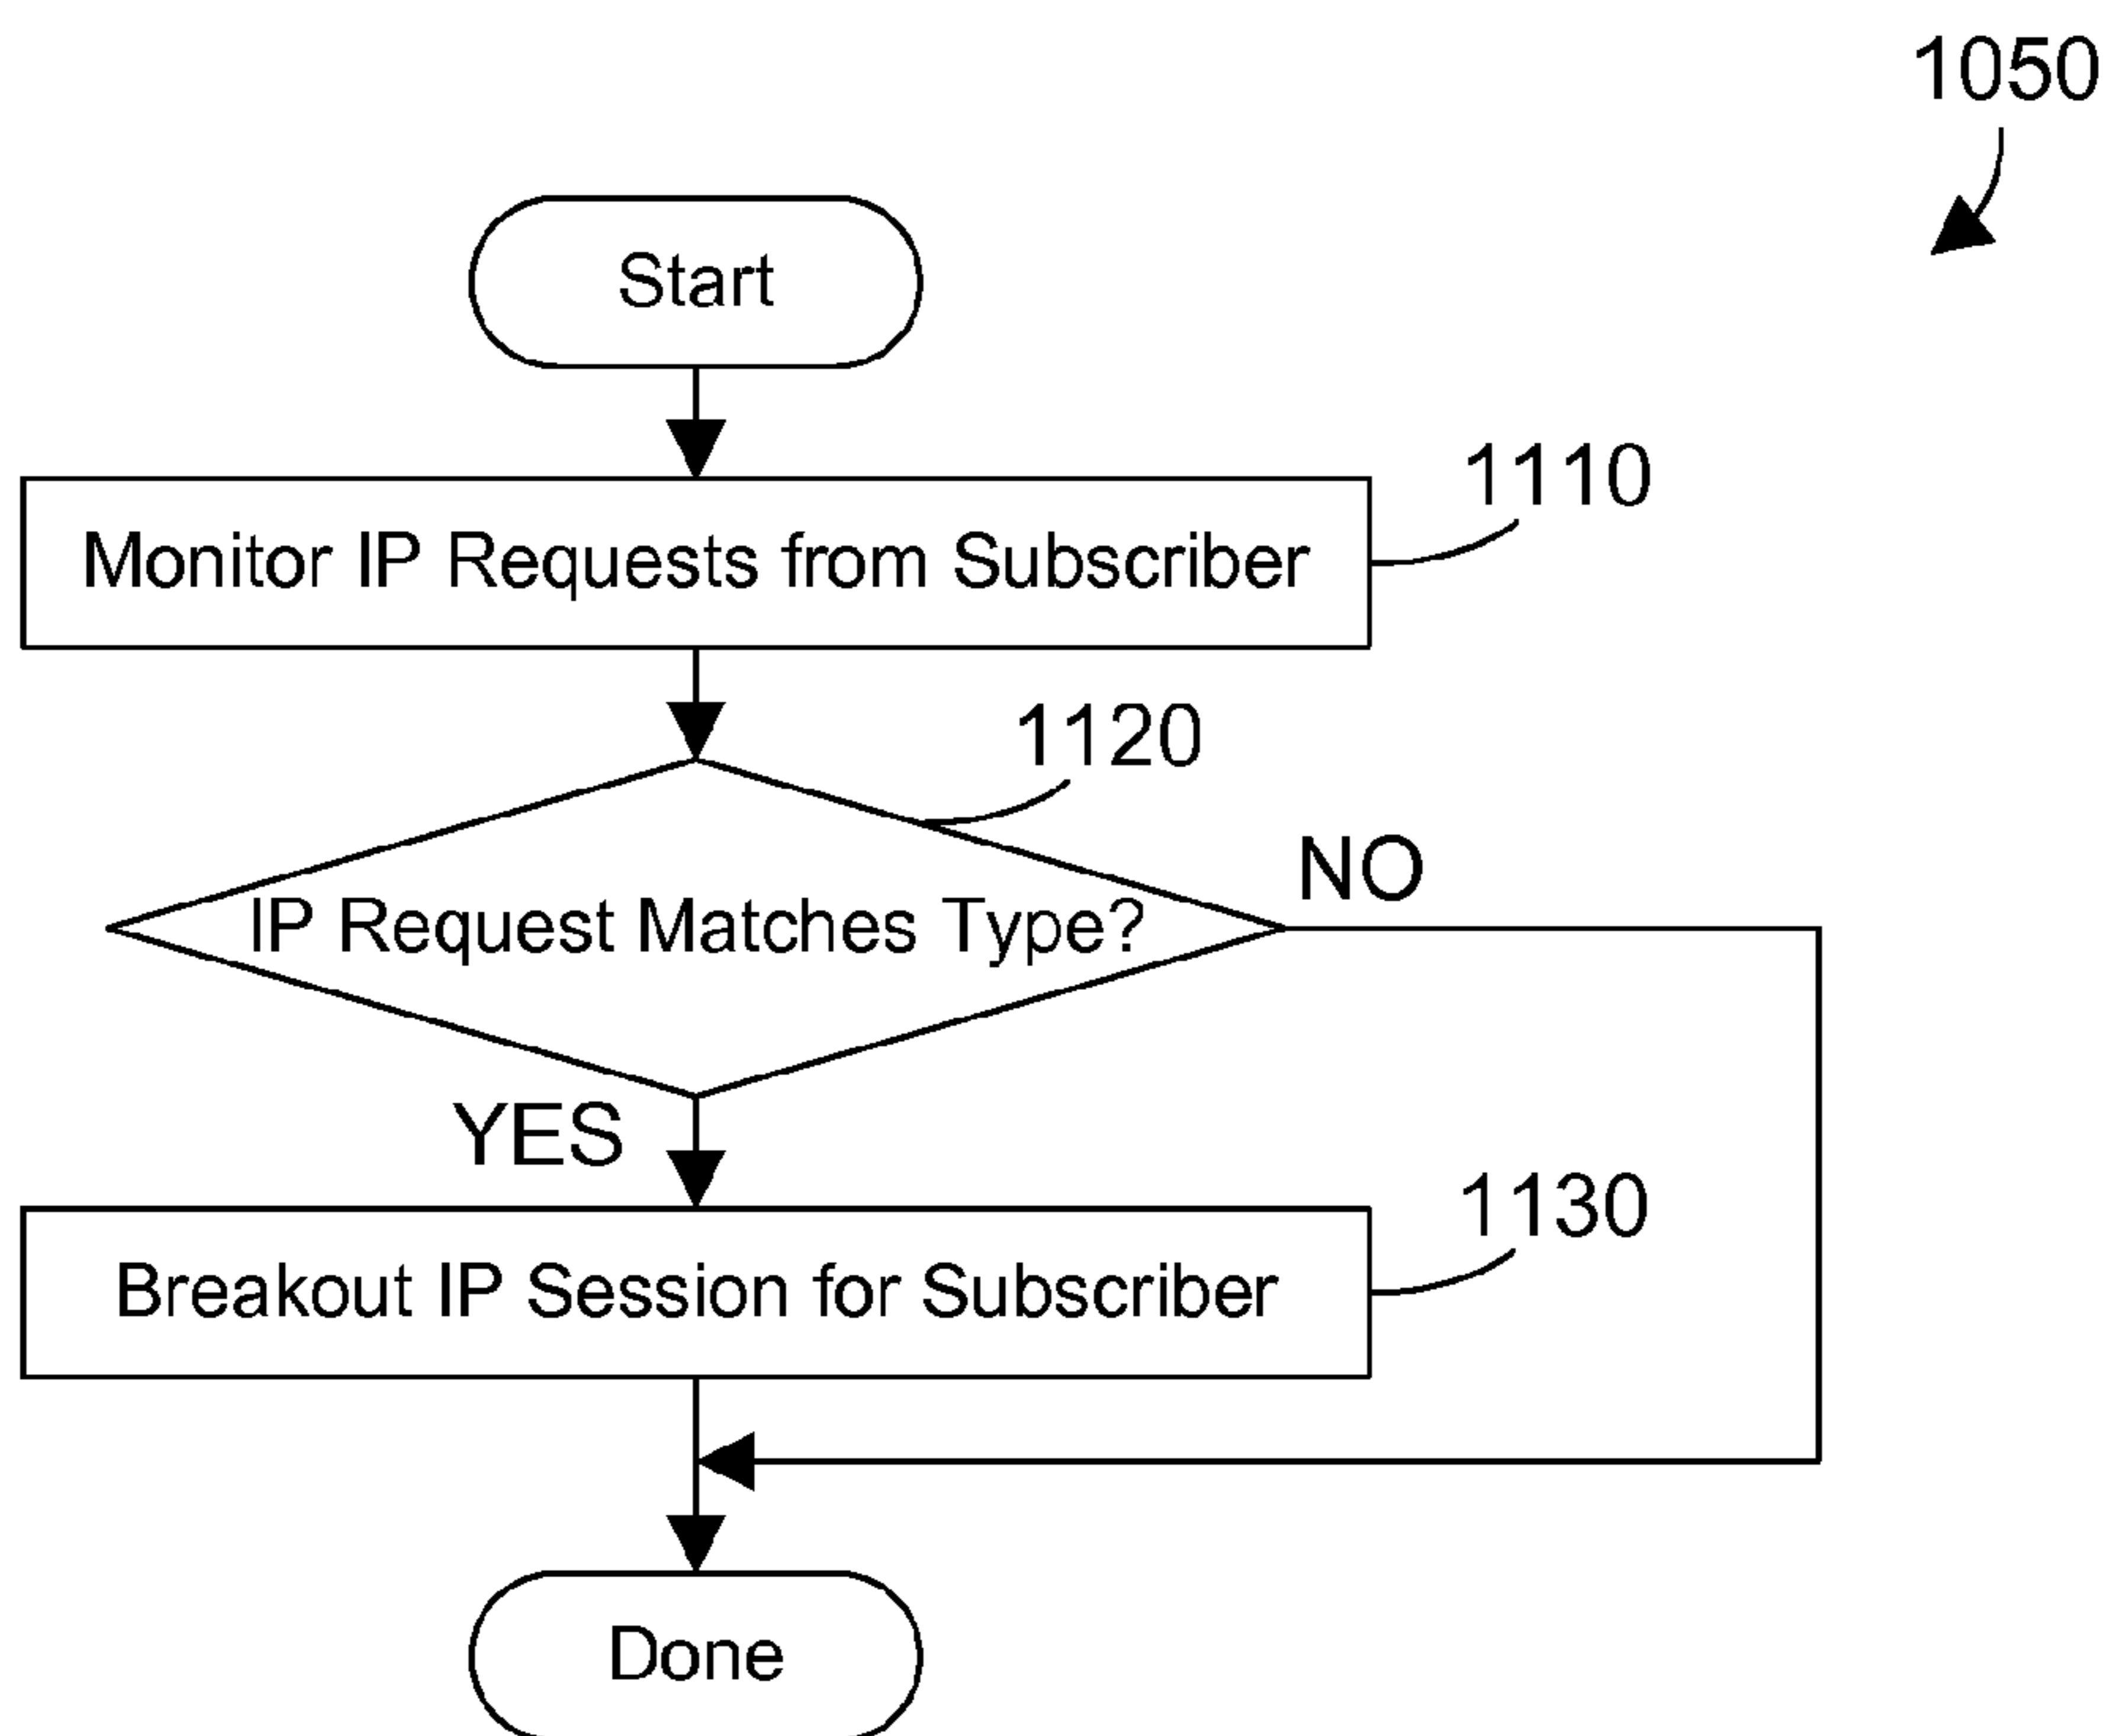 1050
Start
1110
Monitor IP Requests from Subscriber
1120
NO
IP Request Matches Type?
YES
1130
Breakout IP Session for Subscriber
Done